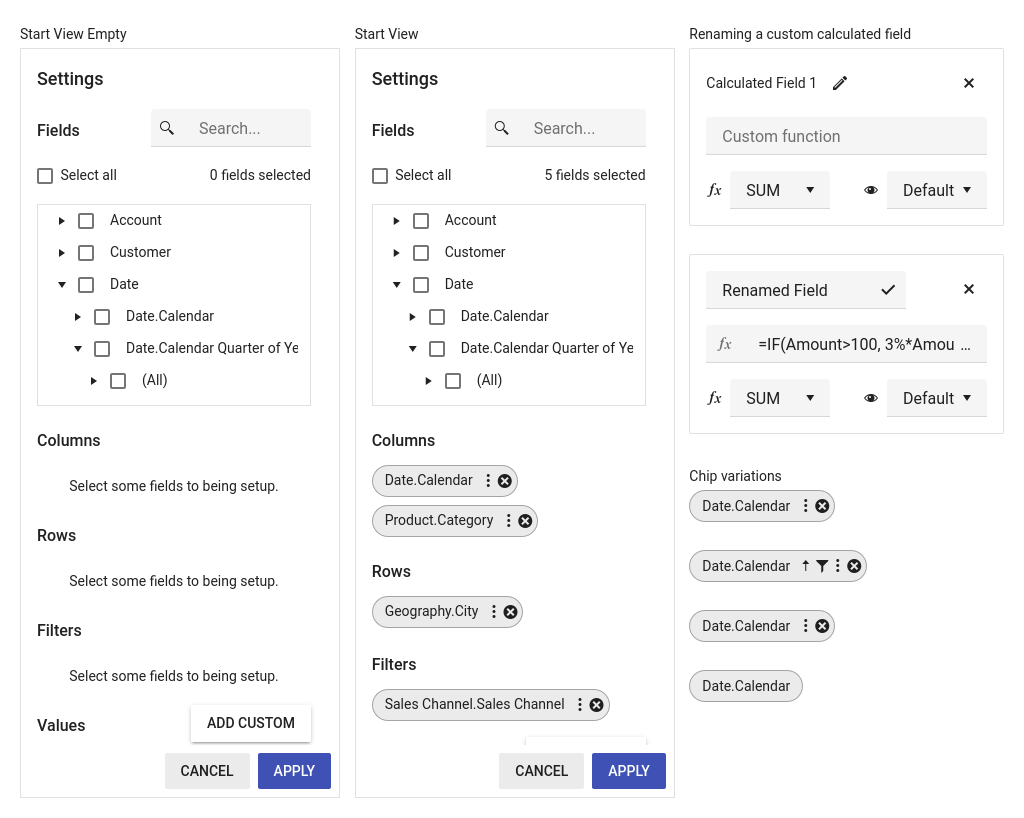 Start View Empty
Settings
Fields
Search...
Select all
0 fields selected
Account
Customer
Date
Date.Calendar
Date.Calendar Quarter of Ye
(All)
Columns
Select some fields to being setup.
Rows
Select some fields to being setup.
Filters
Select some fields to being setup.
Values
ADD CUSTOM
CANCEL
APPLY
Start View
Settings
Fields
Search...
Select all
5 fields selected
Account
Customer
Date
Date.Calendar
Date.Calendar Quarter of Ye
(All)
Columns
Date.Calendar
Product.Category
Rows
Geography.City
Filters
Sales Channel.Sales Channel
CANCEL
APPLY
Renaming a custom calculated field
Calculated Field 1
Custom function
fx
SUM
Default
Renamed Field
fx
=IF(Amount>100, 3%*Amou ...
fx
SUM
Default
Chip variations
Date.Calendar
Date.Calendar
Date.Calendar
Date.Calendar